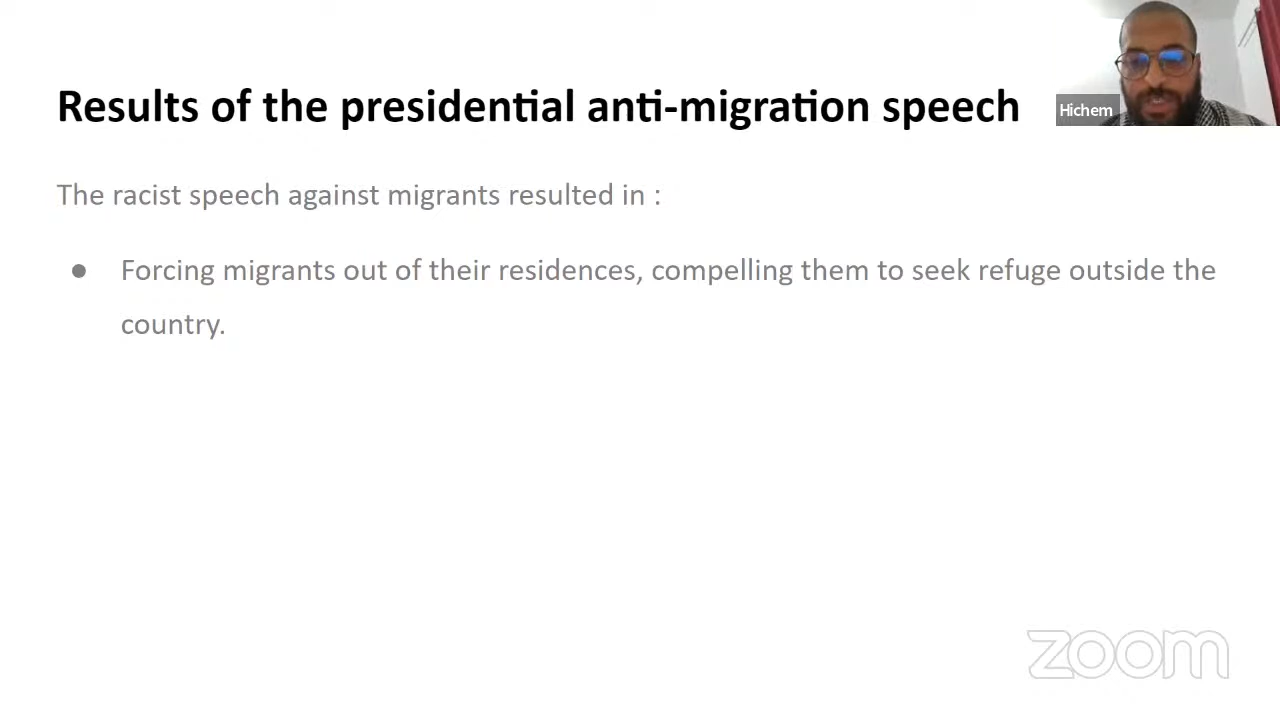 Results of the presidential anti-migration speech
Hichem
The racist speech against migrants resulted in :
● Forcing migrants out of their residences, compelling them to seek refuge outside the
country.
zoom